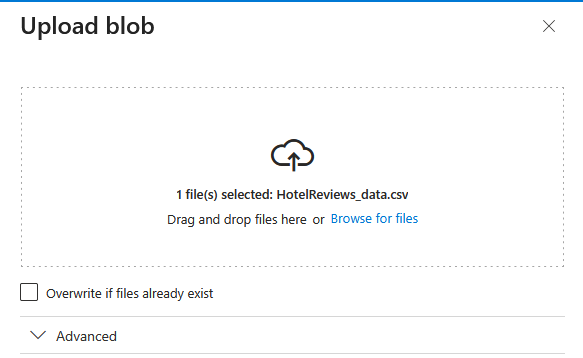 Upload blob
1 file(s) selected: HotelReviews_data.csv
Drag and drop files here or Browse for files
Overwrite if files already exist
Advanced